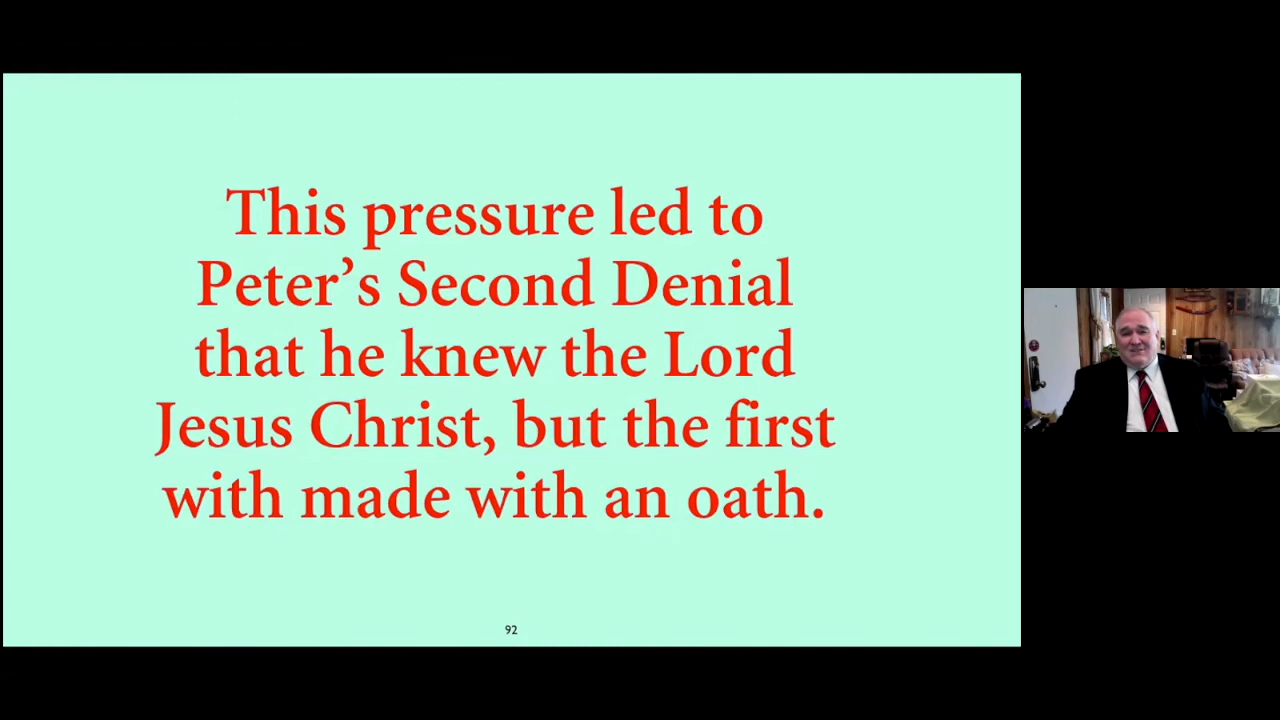 This pressure led to
Peter’s Second Denial
that he knew the Lord
Jesus Christ, but the first
with made with an oath.
92